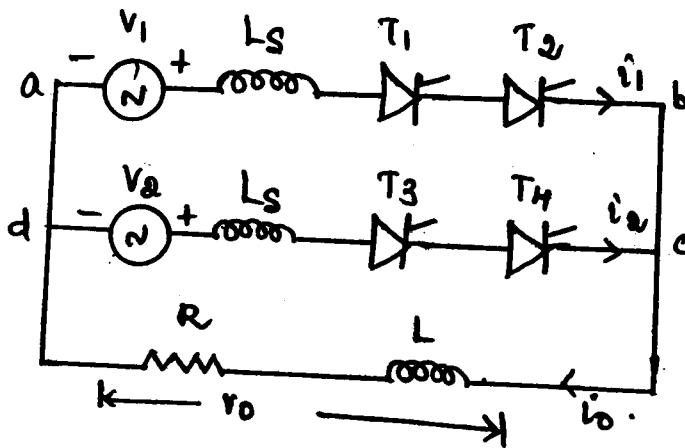 V1 LS T1 T2 i1
a - + b
V2 LS T3 T4 i2
d - + c
R L
v0 i0.